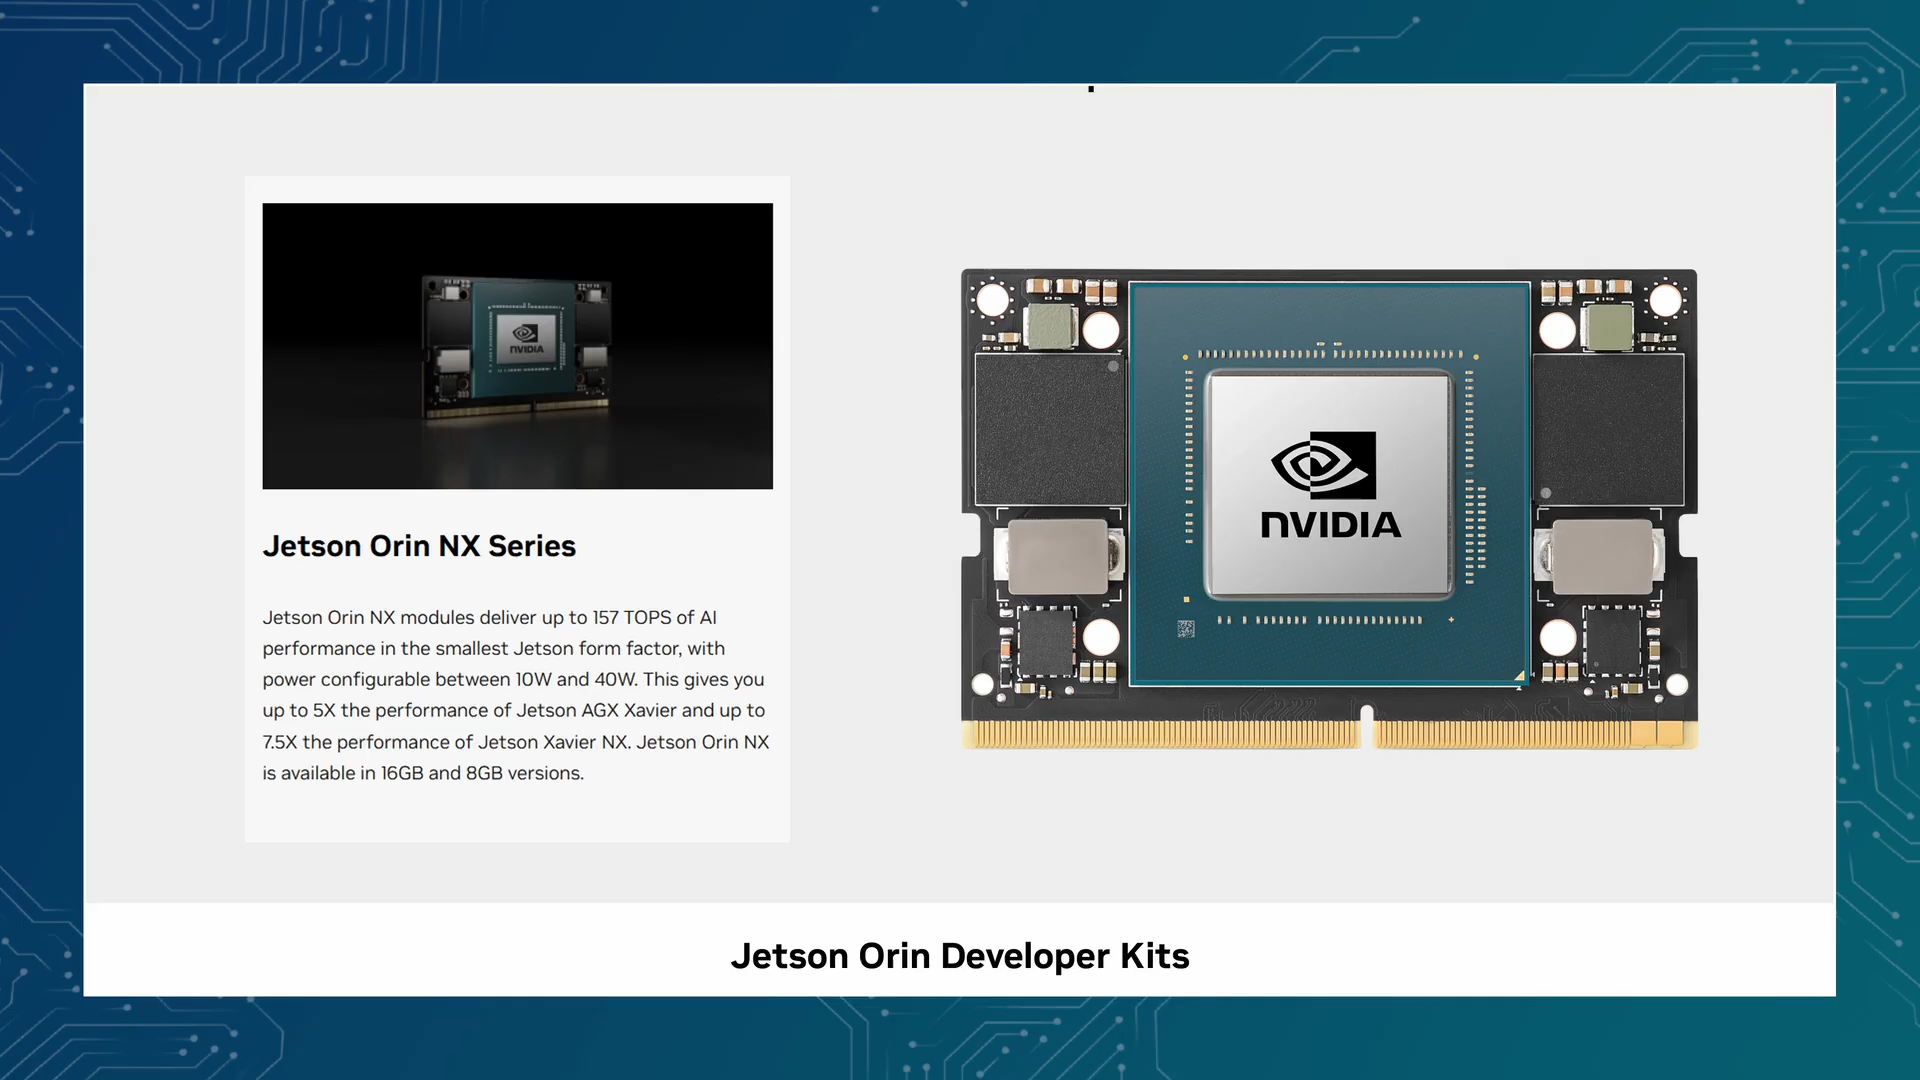 NVIDIA
Jetson Orin NX Series
Jetson Orin NX modules deliver up to 157 TOPS of AI
performance in the smallest Jetson form factor, with
power configurable between 10W and 40W. This gives you
up to 5X the performance of Jetson AGX Xavier and up to
7.5X the performance of Jetson Xavier NX. Jetson Orin NX
is available in 16GB and 8GB versions.
NVIDIA
Jetson Orin Developer Kits